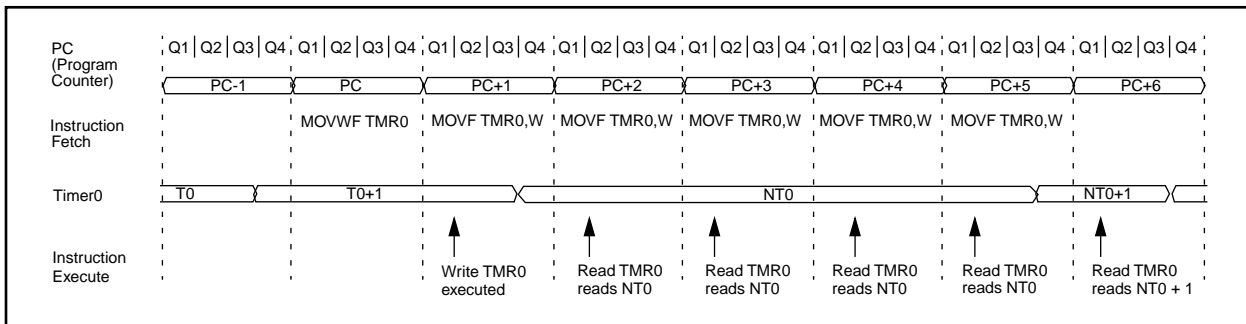 PC
(Program
Counter)
Q1 Q2 Q3 Q4 Q1 Q2 Q3 Q4 Q1 Q2 Q3 Q4 Q1 Q2 Q3 Q4 Q1 Q2 Q3 Q4 Q1 Q2 Q3 Q4 Q1 Q2 Q3 Q4 Q1 Q2 Q3 Q4
PC-1 PC PC+1 PC+2 PC+3 PC+4 PC+5 PC+6
Instruction
Fetch
MOVWF TMR0 MOVF TMR0,W MOVF TMR0,W MOVF TMR0,W MOVF TMR0,W MOVF TMR0,W
Timer0
T0 T0+1 NT0 NT0+1
Instruction
Execute
Write TMR0
executed
Read TMR0
reads NT0
Read TMR0
reads NT0
Read TMR0
reads NT0
Read TMR0
reads NT0
Read TMR0
reads NT0 + 1